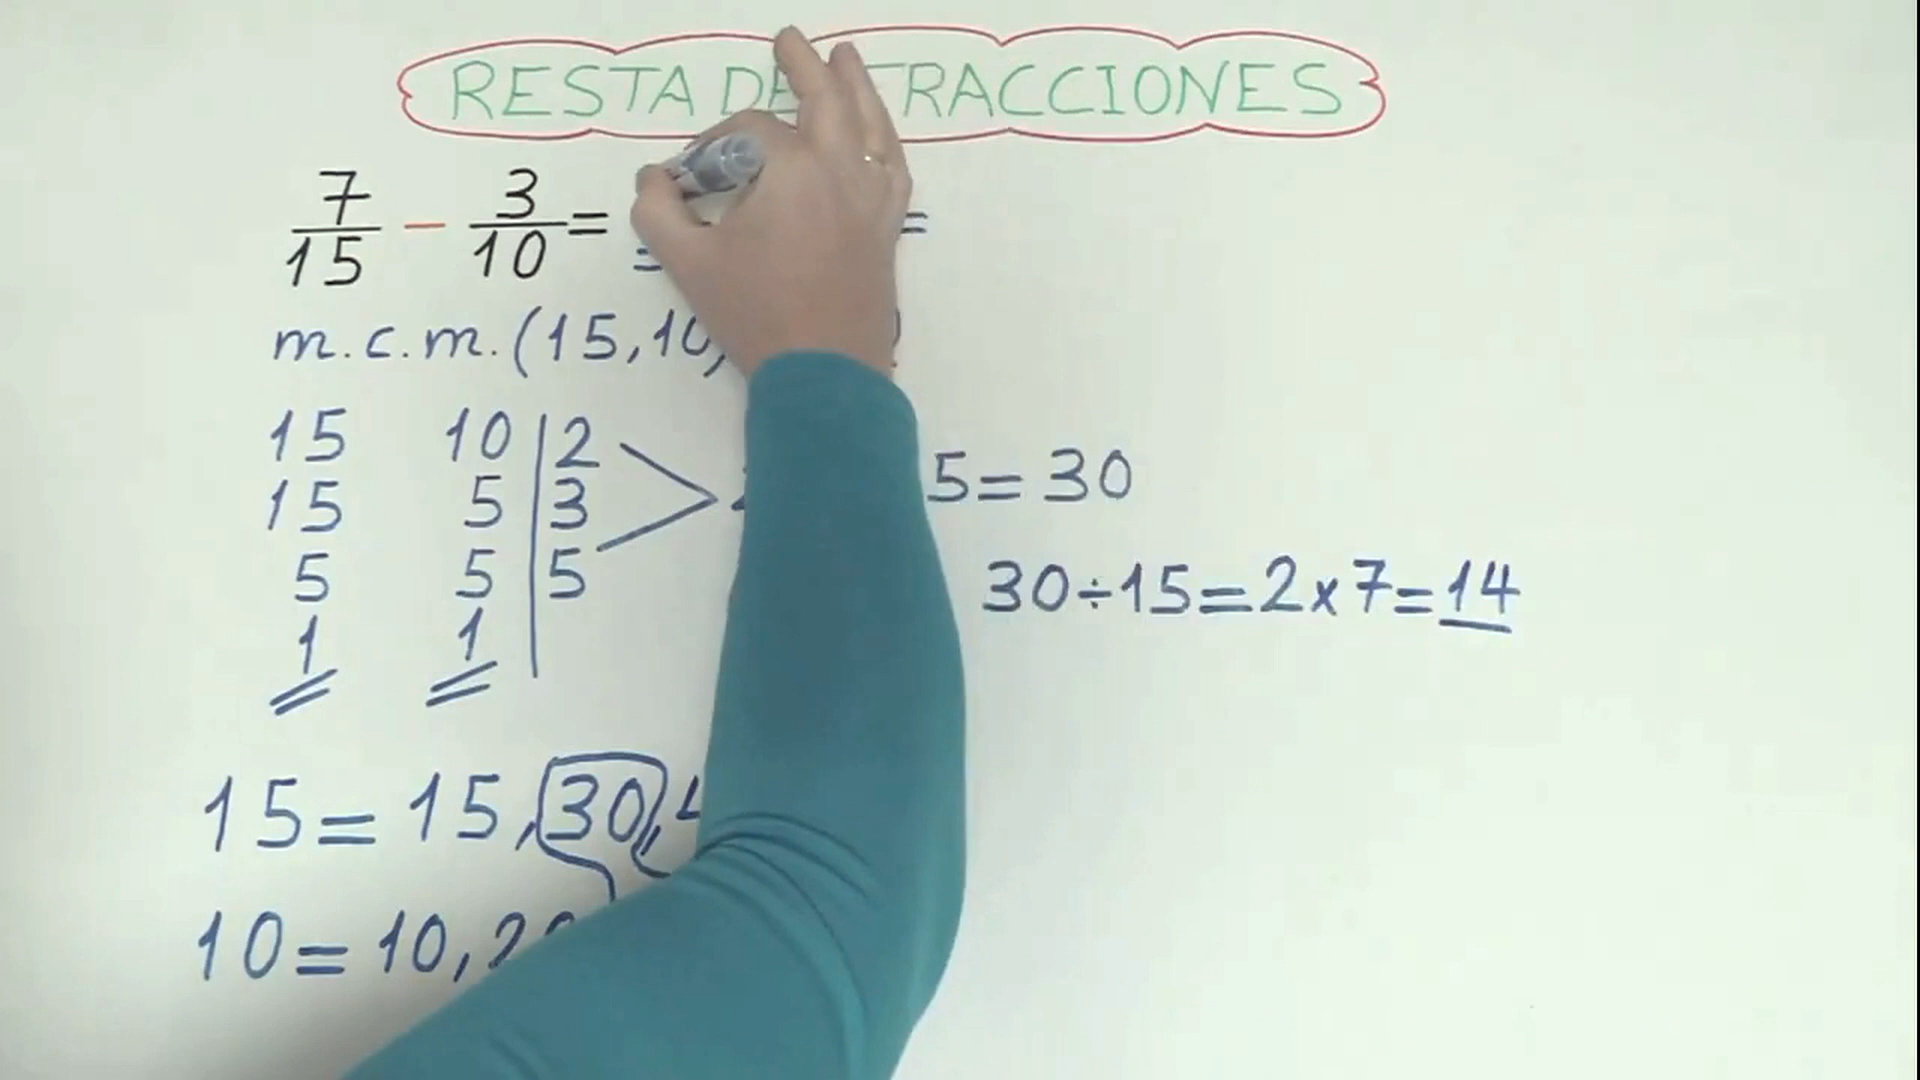 RESTA DE FRACCIONES
7/15 − 3/10 = =
m.c.m. (15,10,
15 10 | 2
15 5 | 3 5 = 30
5 5 | 5 30÷15=2x7=14
1 1
15 = 15, 30,
10 = 10, 20